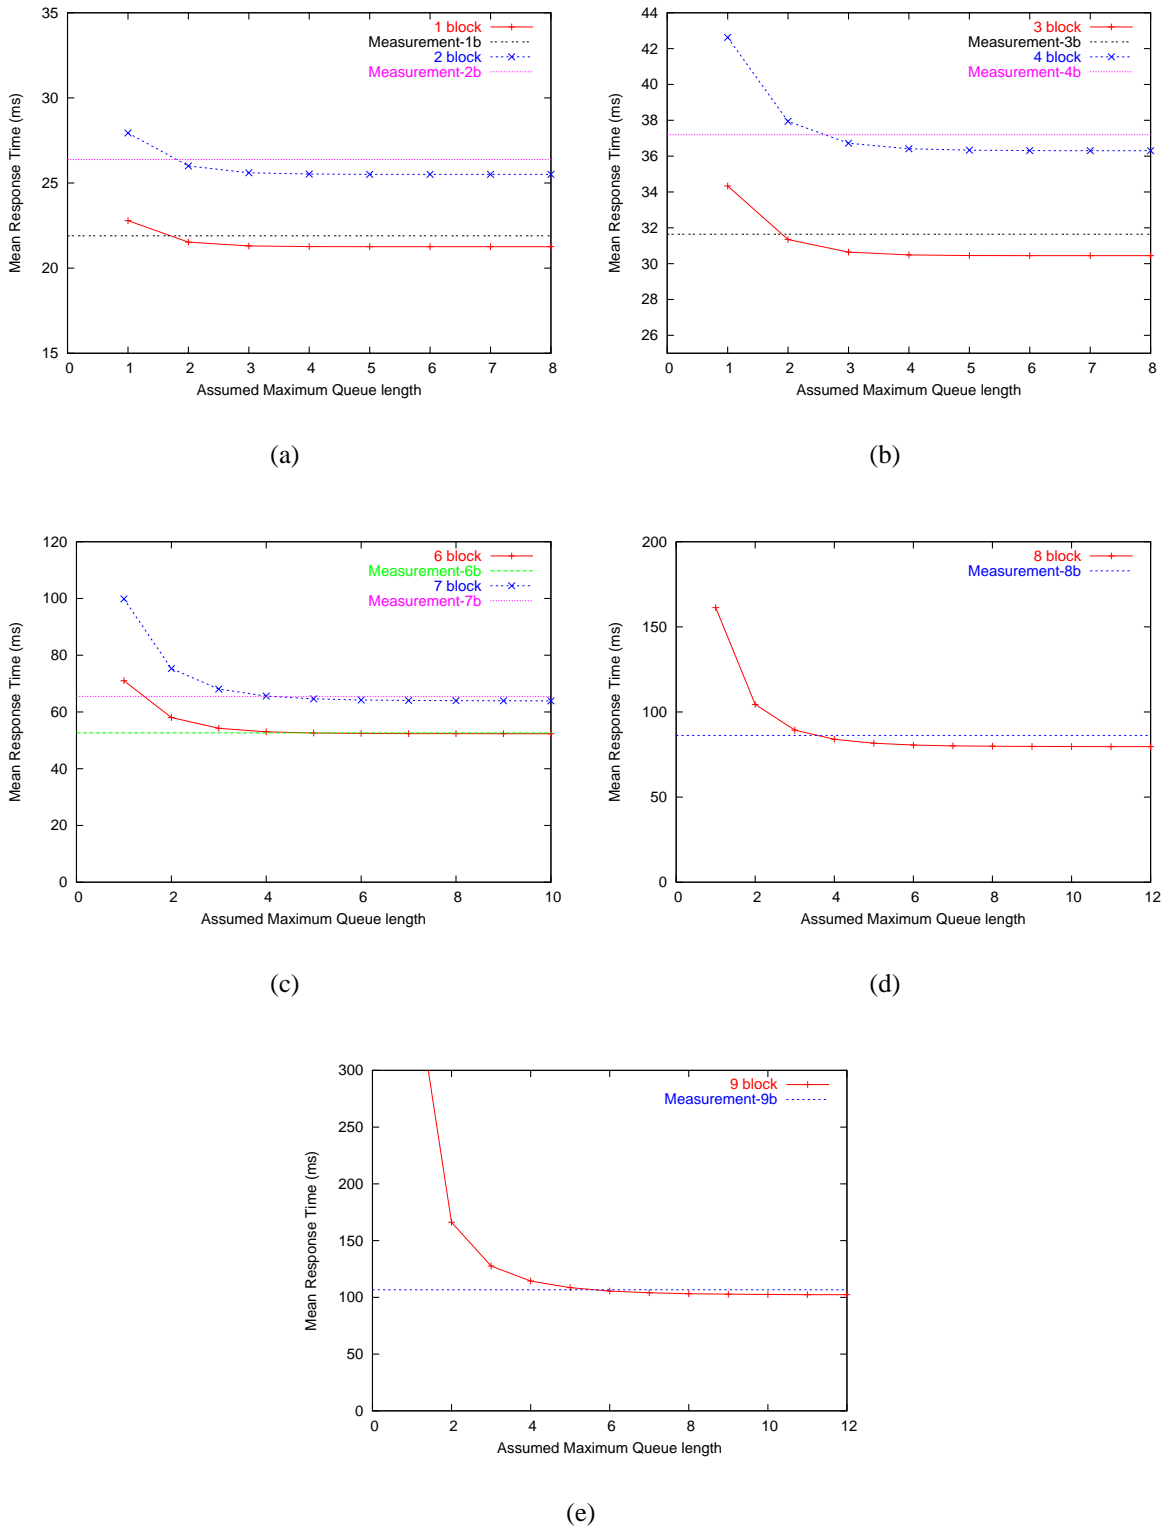 35
30
25
20
15
0 1 2 3 4 5 6 7 8
Mean Response Time (ms)
Assumed Maximum Queue length
1 block
Measurement-1b
2 block
Measurement-2b
(a)
44
42
40
38
36
34
32
30
28
26
0 1 2 3 4 5 6 7 8
Mean Response Time (ms)
Assumed Maximum Queue length
3 block
Measurement-3b
4 block
Measurement-4b
(b)
120
100
80
60
40
20
0
0 2 4 6 8 10
Mean Response Time (ms)
Assumed Maximum Queue length
6 block
Measurement-6b
7 block
Measurement-7b
(c)
200
150
100
50
0
0 2 4 6 8 10 12
Mean Response Time (ms)
Assumed Maximum Queue length
8 block
Measurement-8b
(d)
300
250
200
150
100
50
0
0 2 4 6 8 10 12
Mean Response Time (ms)
Assumed Maximum Queue length
9 block
Measurement-9b
(e)